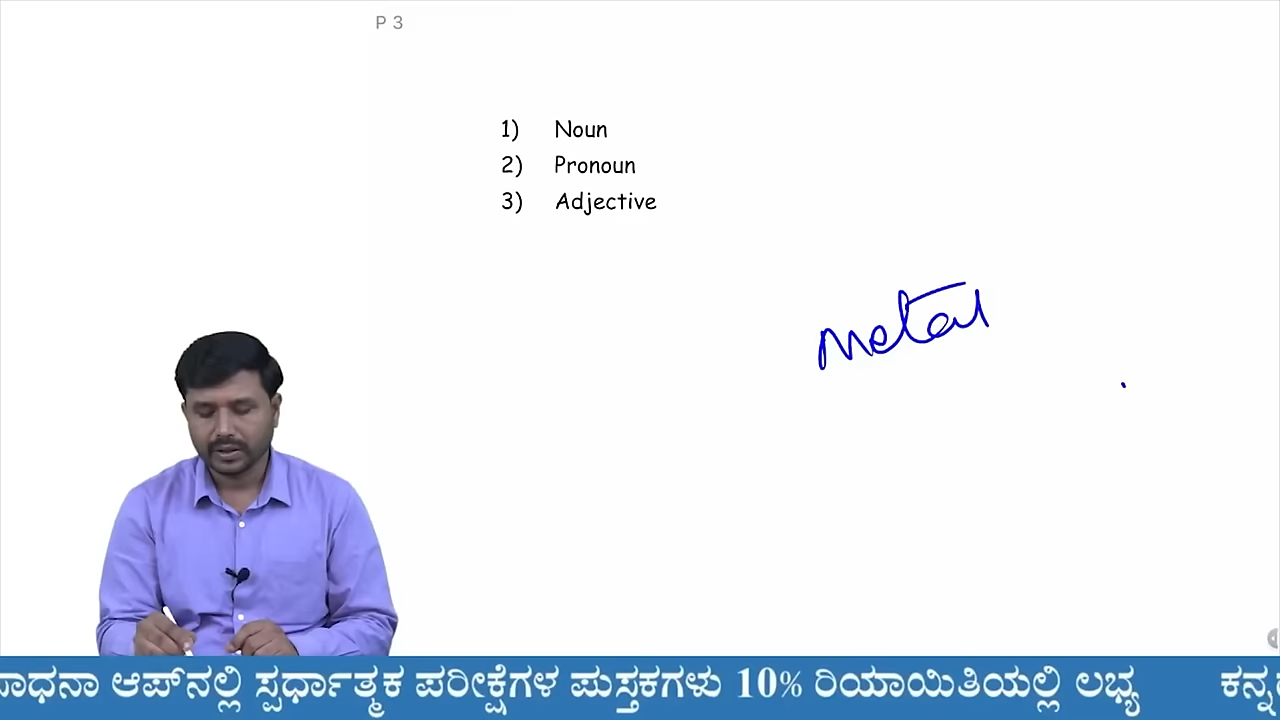 P 3
1) Noun
2) Pronoun
3) Adjective
metal
ಸಾಧನಾ ಆಪ್‌ನಲ್ಲಿ ಸ್ಪರ್ಧಾತ್ಮಕ ಪರೀಕ್ಷೆಗಳ ಪುಸ್ತಕಗಳು 10% ರಿಯಾಯಿತಿಯಲ್ಲಿ ಲಭ್ಯ